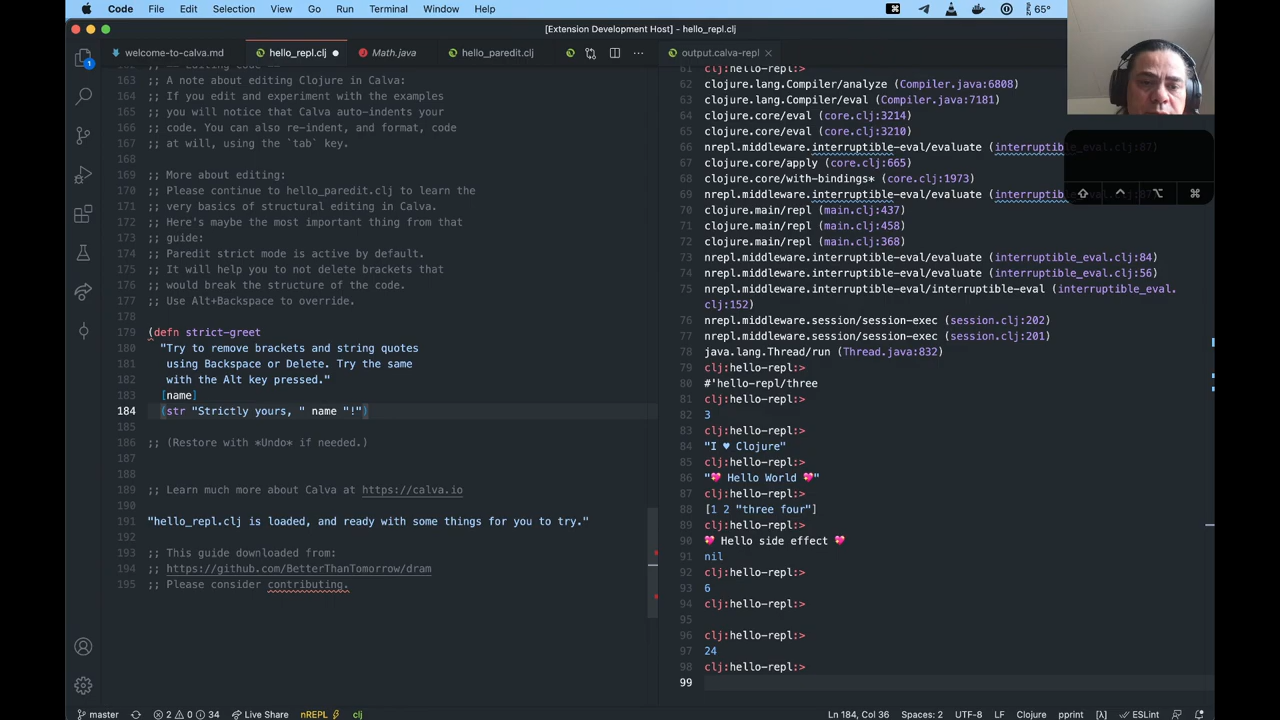 Code File Edit Selection View Go Run Terminal Window Help
65°
[Extension Development Host] - hello_repl.clj
welcome-to-calva.md hello_repl.clj Math.java hello_paredit.clj output.calva-repl
163 ;; A note about editing Clojure in Calva:
164 ;; If you edit and experiment with the examples
165 ;; you will notice that Calva auto-indents your
166 ;; code. You can also re-indent, and format, code
167 ;; at will, using the `tab` key.
168
169 ;; More about editing:
170 ;; Please continue to hello_paredit.clj to learn the
171 ;; very basics of structural editing in Calva.
172 ;; Here's maybe the most important thing from that
173 ;; guide:
174 ;; Paredit strict mode is active by default.
175 ;; It will help you to not delete brackets that
176 ;; would break the structure of the code.
177 ;; Use Alt+Backspace to override.
178
179 (defn strict-greet
180 "Try to remove brackets and string quotes
181 using Backspace or Delete. Try the same
182 with the Alt key pressed."
183 [name]
184 (str "Strictly yours, " name "!")
185
186 ;; (Restore with *Undo* if needed.)
187
188
189 ;; Learn much more about Calva at https://calva.io
190
191 "hello_repl.clj is loaded, and ready with some things for you to try."
192
193 ;; This guide downloaded from:
194 ;; https://github.com/BetterThanTomorrow/dram
195 ;; Please consider contributing.
61 clj:hello-repl:>
62 clojure.lang.Compiler/analyze (Compiler.java:6808)
63 clojure.lang.Compiler/eval (Compiler.java:7181)
64 clojure.core/eval (core.clj:3214)
65 clojure.core/eval (core.clj:3210)
66 nrepl.middleware.interruptible-eval/evaluate (interruptible_eval.clj:87)
67 clojure.core/apply (core.clj:665)
68 clojure.core/with-bindings* (core.clj:1973)
69 nrepl.middleware.interruptible-eval/evaluate (interruptible_eval.clj:87)
70 clojure.main/repl (main.clj:437)
71 clojure.main/repl (main.clj:458)
72 clojure.main/repl (main.clj:368)
73 nrepl.middleware.interruptible-eval/evaluate (interruptible_eval.clj:84)
74 nrepl.middleware.interruptible-eval/evaluate (interruptible_eval.clj:56)
75 nrepl.middleware.interruptible-eval/interruptible-eval (interruptible_eval.
clj:152)
76 nrepl.middleware.session/session-exec (session.clj:202)
77 nrepl.middleware.session/session-exec (session.clj:201)
78 java.lang.Thread/run (Thread.java:832)
79 clj:hello-repl:>
80 #'hello-repl/three
81 clj:hello-repl:>
82 3
83 clj:hello-repl:>
84 "I ♥ Clojure"
85 clj:hello-repl:>
86 "💖 Hello World 💖"
87 clj:hello-repl:>
88 [1 2 "three four"]
89 clj:hello-repl:>
90 💖 Hello side effect 💖
91 nil
92 clj:hello-repl:>
93 6
94 clj:hello-repl:>
95
96 clj:hello-repl:>
97 24
98 clj:hello-repl:>
99
master 2 0 34 Live Share nREPL clj Ln 184, Col 36 Spaces: 2 UTF-8 LF Clojure pprint [λ] ESLint